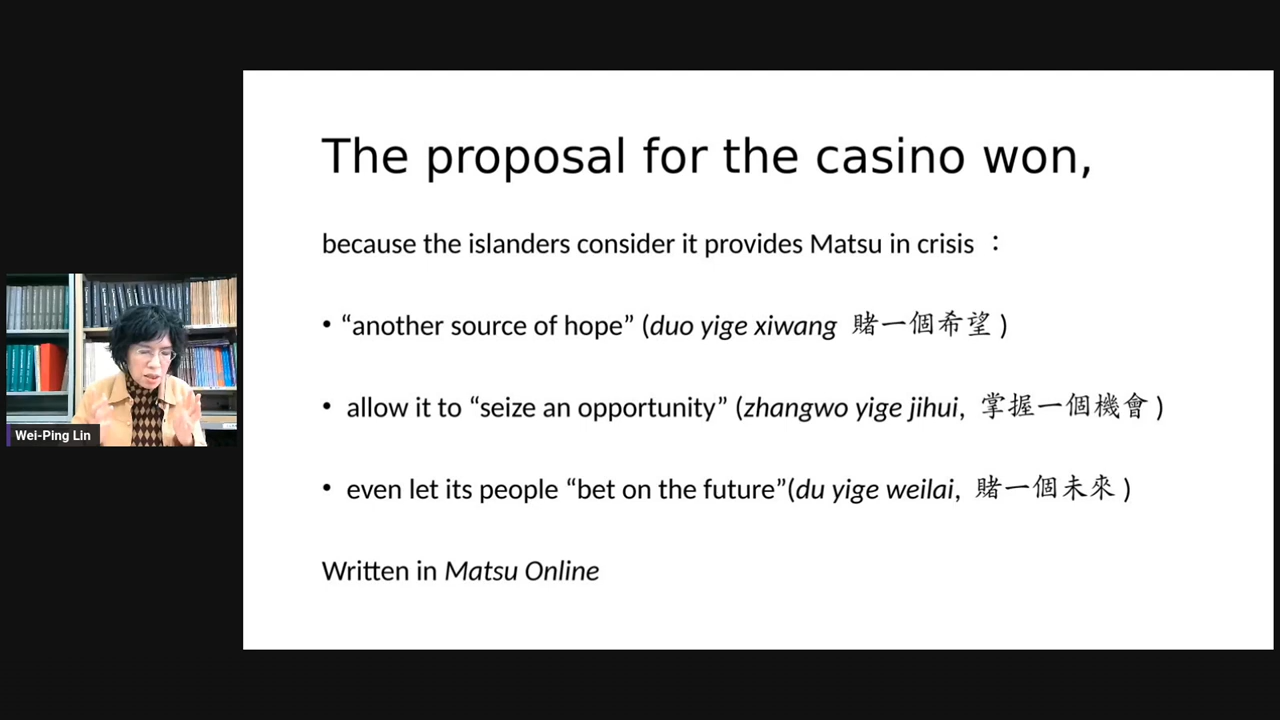 The proposal for the casino won,
because the islanders consider it provides Matsu in crisis ：
• “another source of hope” (duo yige xiwang 賭一個希望)
• allow it to “seize an opportunity” (zhangwo yige jihui, 掌握一個機會)
• even let its people “bet on the future”(du yige weilai, 賭一個未來)
Written in Matsu Online
Wei-Ping Lin